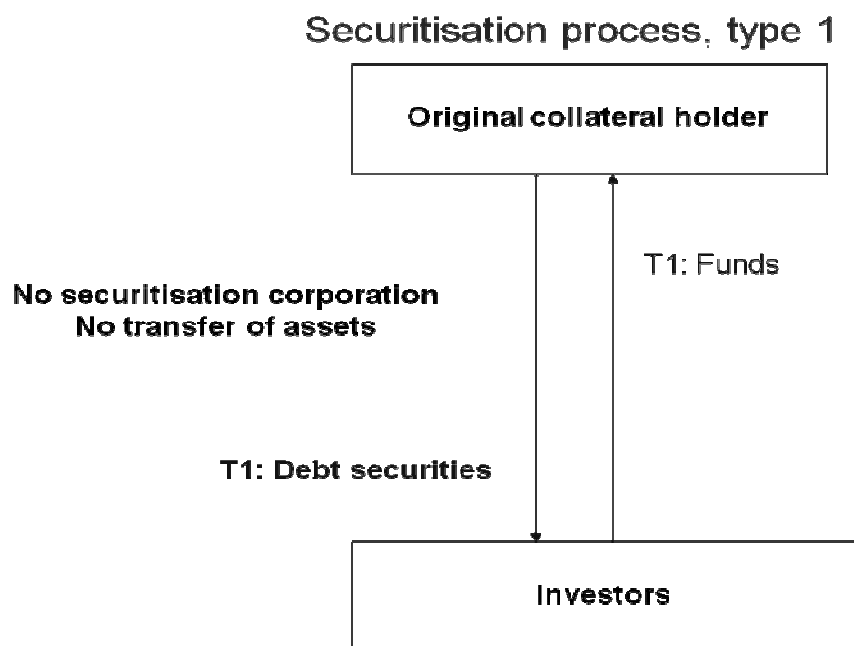 Securitisation process, type 1
Original collateral holder
T1: Funds
No securitisation corporation
No transfer of assets
T1: Debt securities
Investors